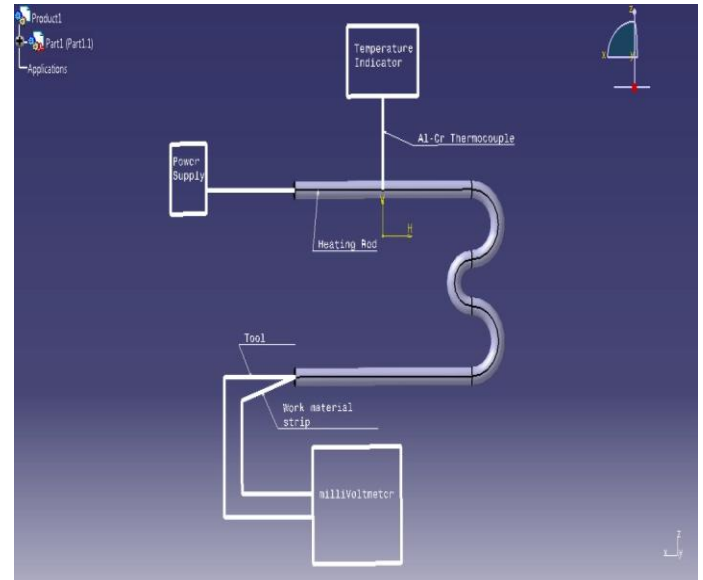 Product1
Part1 (Part1.1)
Applications
Temperature
Indicator
z
x
y
Al-Cr Thermocouple
Power
Supply
V
H
Heating Rod
Tool
Work material
strip
milliVoltmeter
z
x
y